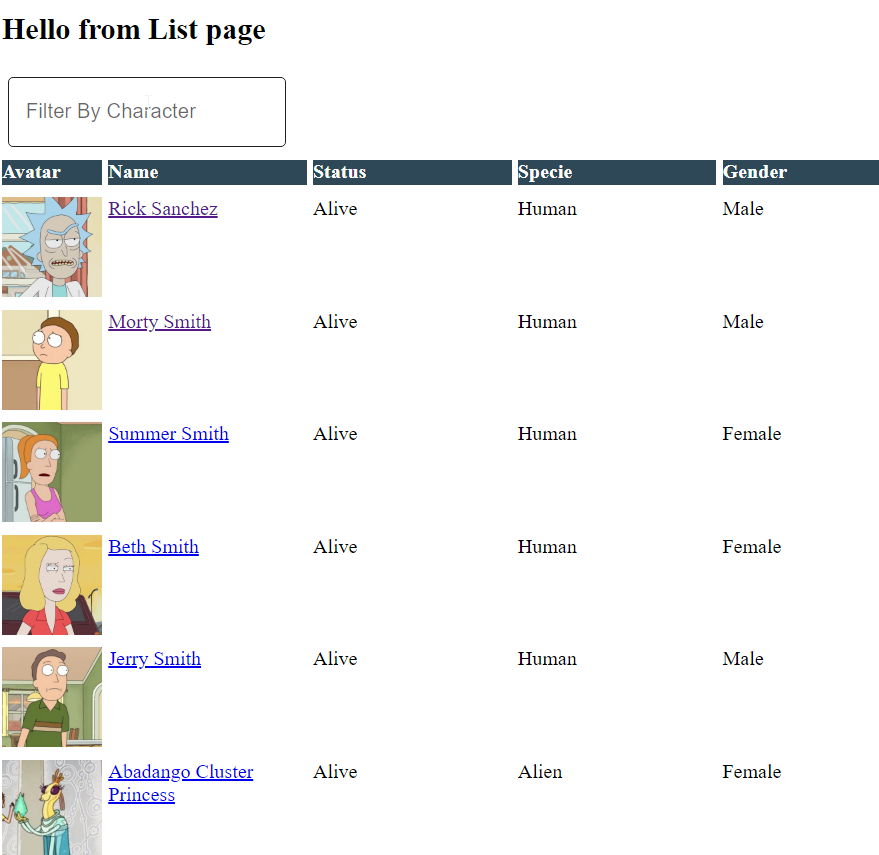 Hello from List page
Filter By Character
Avatar Name Status Specie Gender
Rick Sanchez Alive Human Male
Morty Smith Alive Human Male
Summer Smith Alive Human Female
Beth Smith Alive Human Female
Jerry Smith Alive Human Male
Abadango Cluster Alive Alien Female
Princess